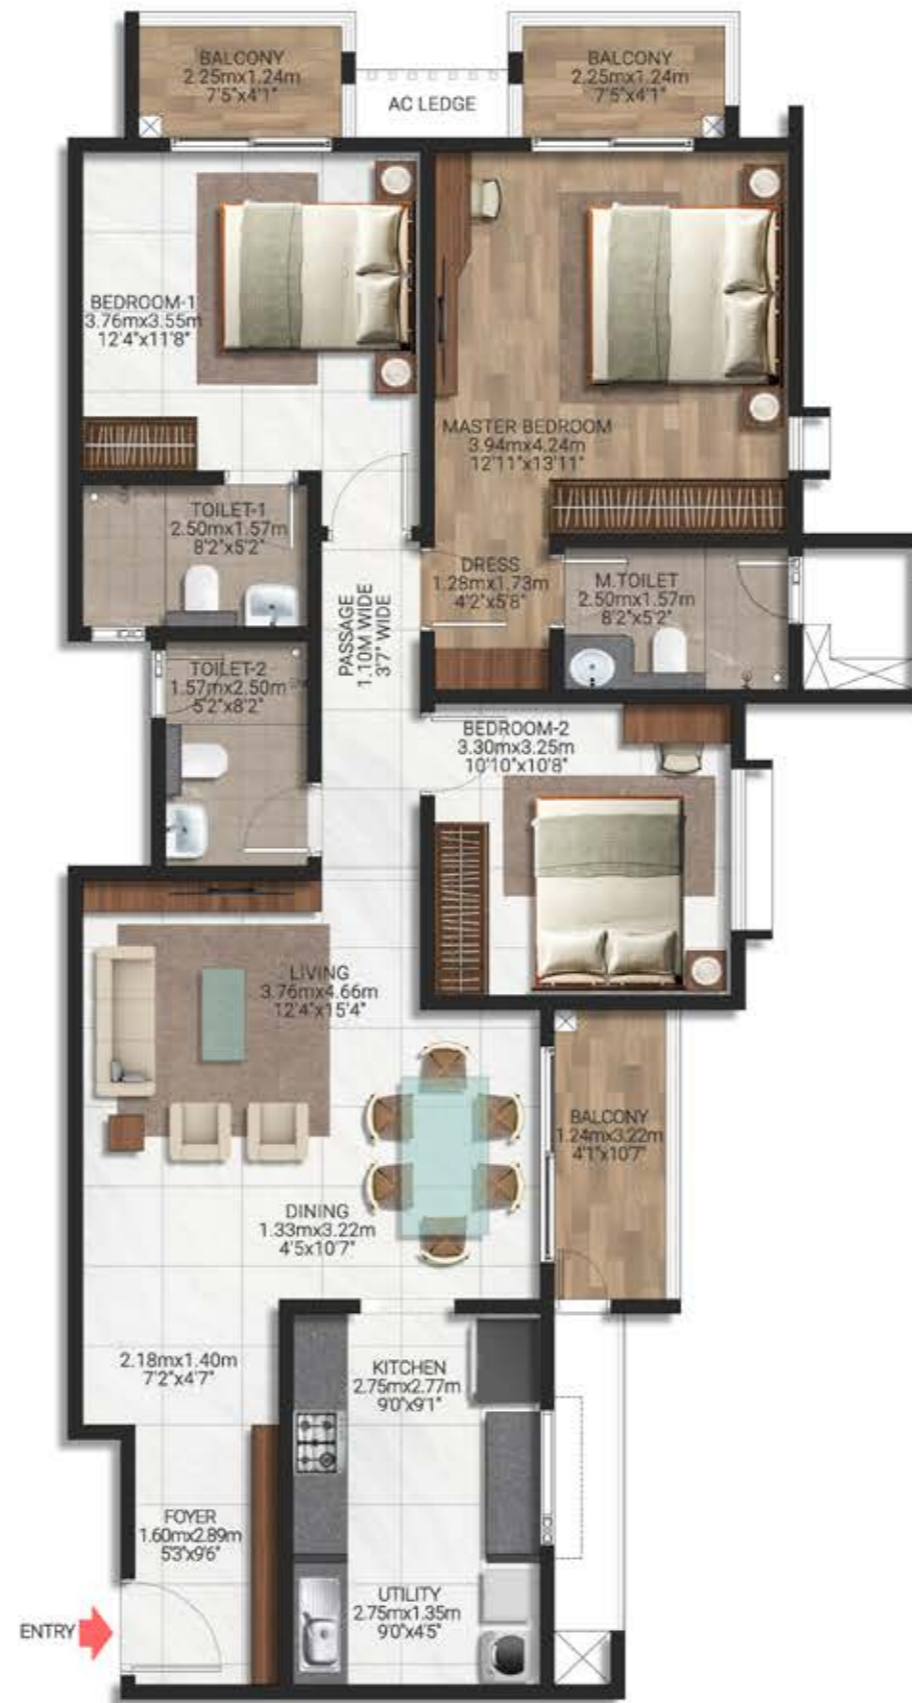 BALCONY
2.25mx1.24m
7'5"x4'1"
BALCONY
2.25mx1.24m
7'5"x4'1"
AC LEDGE
BEDROOM-1
3.76mx3.55m
12'4"x11'8"
MASTER BEDROOM
3.94mx4.24m
12'11"x13'11"
TOILET-1
2.50mx1.57m
8'2"x5'2"
PASSAGE
1.10M WIDE
3'7" WIDE
DRESS
1.28mx1.73m
4'2"x5'8"
M.TOILET
2.50mx1.57m
8'2"x5'2"
TOILET-2
1.57mx2.50m
5'2"x8'2"
BEDROOM-2
3.30mx3.25m
10'10"x10'8"
LIVING
3.76mx4.66m
12'4"x15'4"
BALCONY
1.24mx3.22m
4'1"x10'7"
DINING
1.33mx3.22m
4'5x10'7"
2.18mx1.40m
7'2"x4'7"
KITCHEN
2.75mx2.77m
9'0"x9'1"
FOYER
1.60mx2.89m
5'3"x9'6"
UTILITY
2.75mx1.35m
9'0"x4'5"
ENTRY